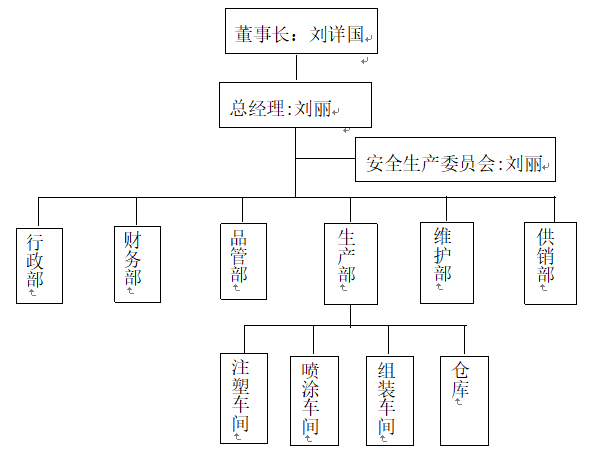 董事长：刘详国
总经理:刘丽
安全生产委员会:刘丽
行政部
财务部
品管部
生产部
维护部
供销部
注塑车间
喷涂车间
组装车间
仓库